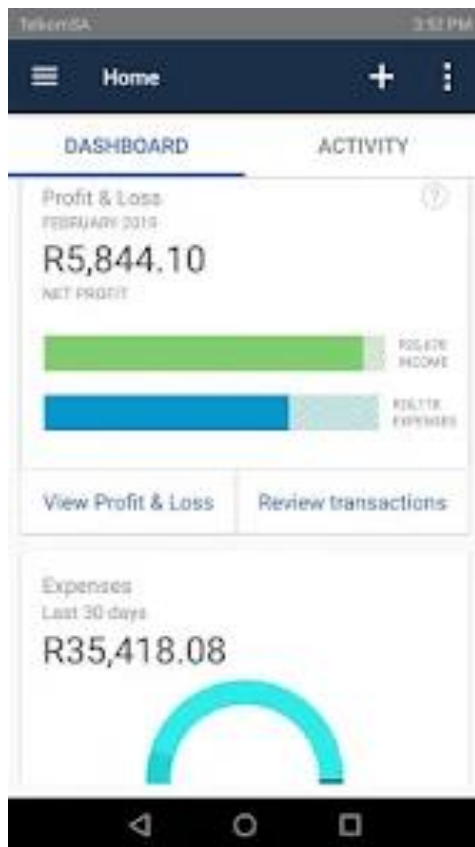 TelkomSA 3:52 PM
Home
DASHBOARD ACTIVITY
Profit & Loss
FEBRUARY 2019
R5,844.10
NET PROFIT
INCOME
EXPENSES
View Profit & Loss Review transactions
Expenses
Last 30 days
R35,418.08